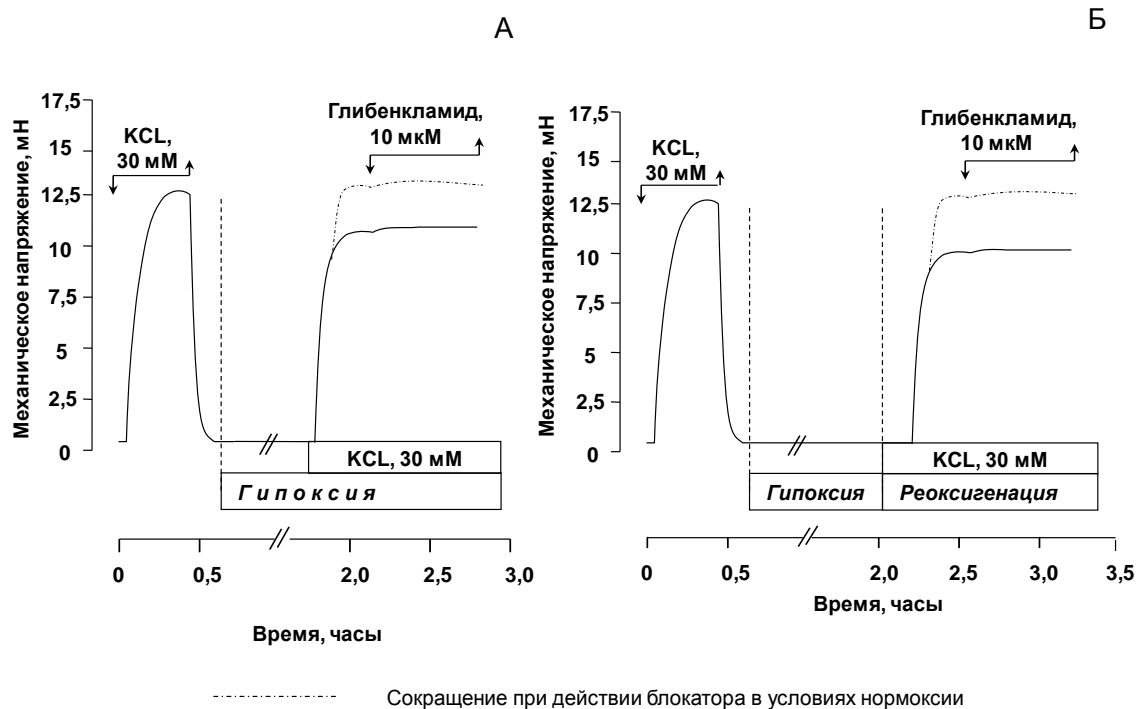 А
Механическое напряжение, мН
17,5
15
12,5
10
7,5
5
2,5
0
KCL,
30 мМ
Глибенкламид,
10 мкМ
KCL, 30 мМ
Гипоксия
0
0,5
2,0
2,5
3,0
Время, часы
Б
Механическое напряжение, мН
17,5
15
12,5
10
7,5
5
2,5
0
KCL,
30 мМ
Глибенкламид,
10 мкМ
KCL, 30 мМ
Гипоксия
Реоксигенация
0
0,5
2,0
2,5
3,0
3,5
Время, часы
Сокращение при действии блокатора в условиях нормоксии